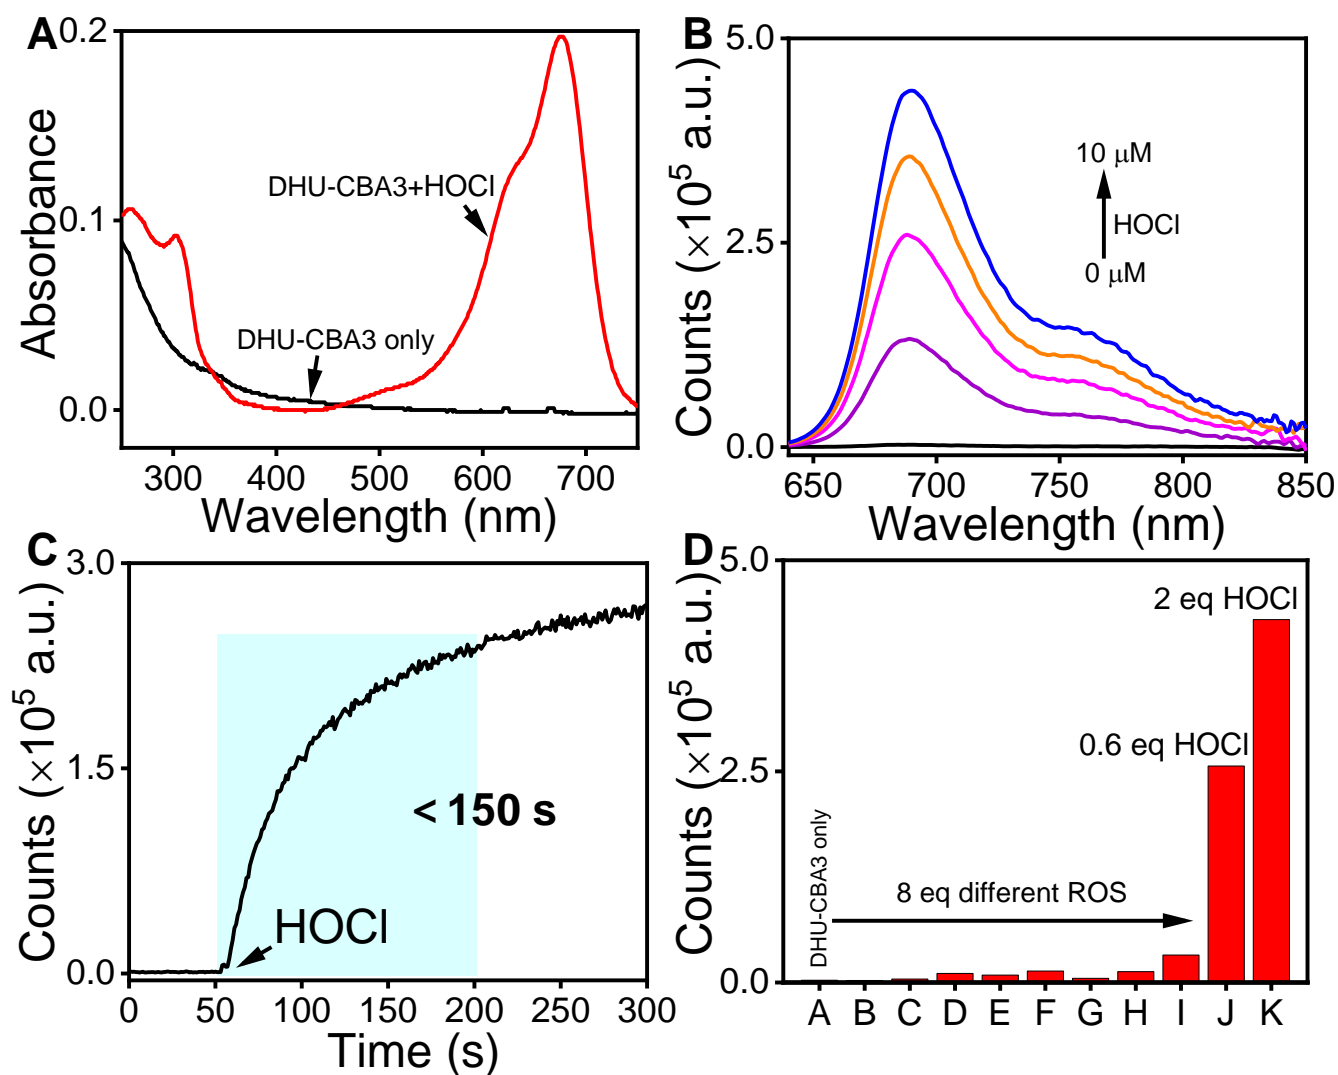 A
0.2
0.1
0.0
Absorbance
DHU-CBA3+HOCl
DHU-CBA3 only
300 400 500 600 700
Wavelength (nm)
B
5.0
2.5
0.0
Counts (×10⁵ a.u.)
10 μM
HOCl
0 μM
650 700 750 800 850
Wavelength (nm)
C
3.0
1.5
0.0
Counts (×10⁵ a.u.)
< 150 s
HOCl
0 50 100 150 200 250 300
Time (s)
D
5.0
2.5
0.0
Counts (×10⁵ a.u.)
2 eq HOCl
0.6 eq HOCl
DHU-CBA3 only
8 eq different ROS
A B C D E F G H I J K